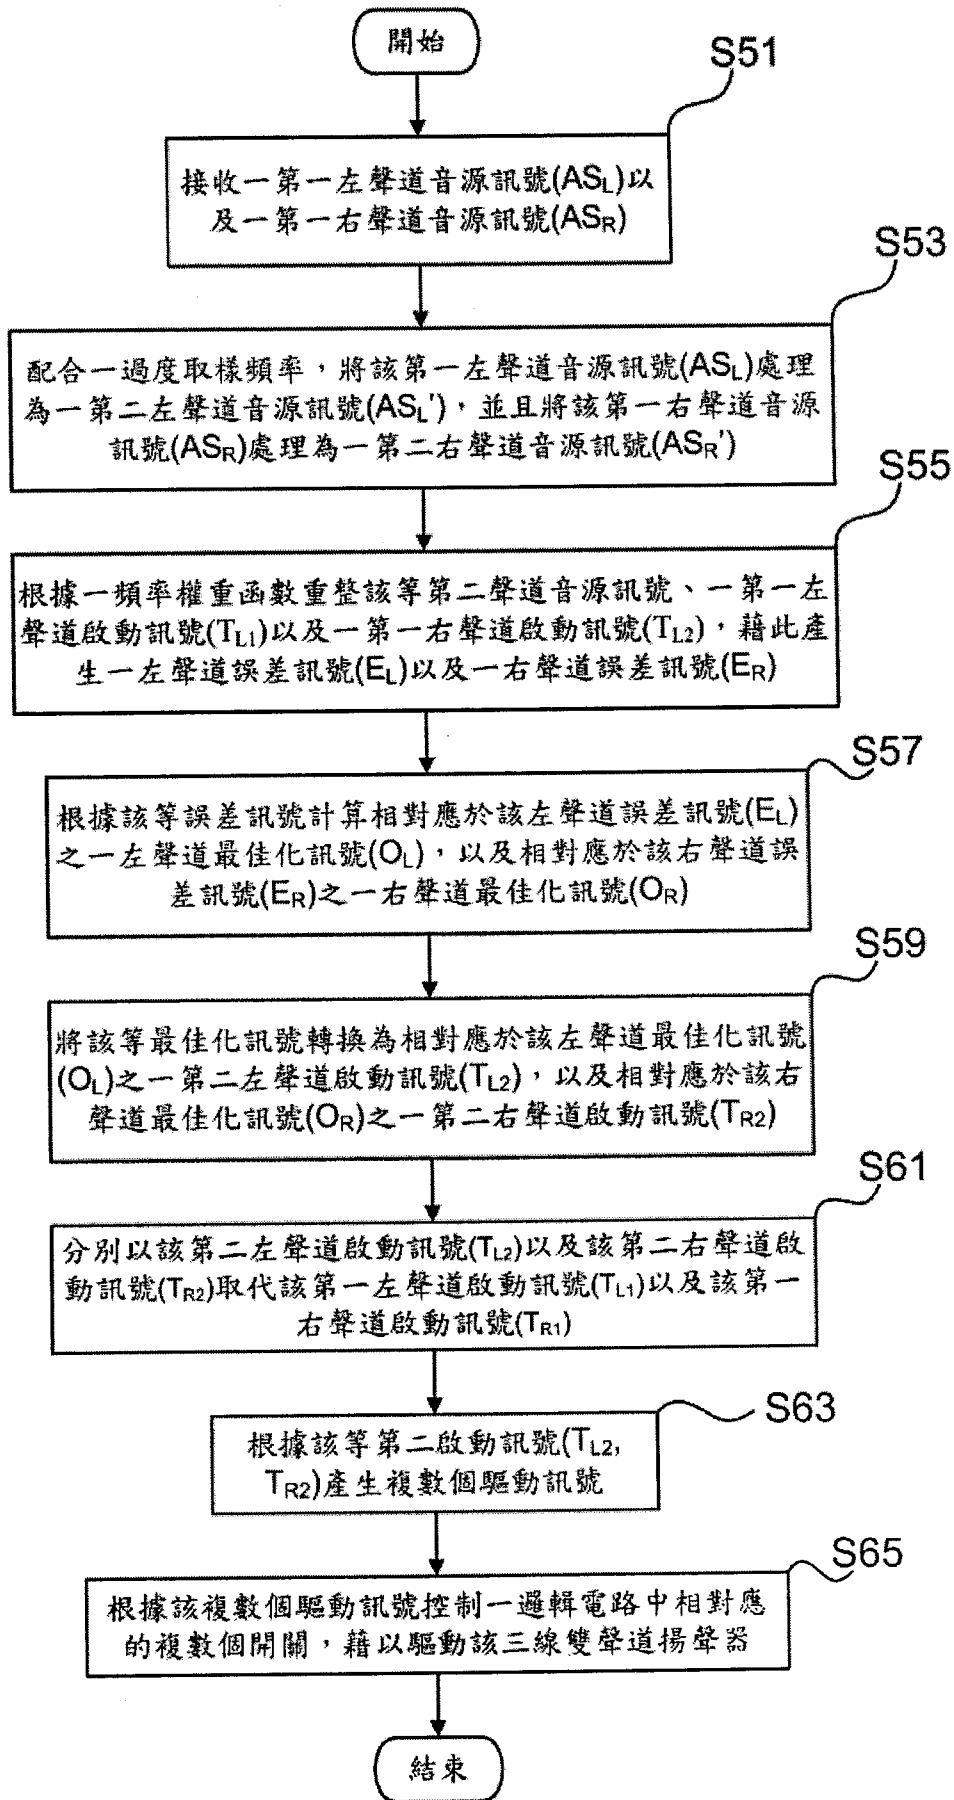 開始
S51
接收一第一左聲道音源訊號(ASL)以
及一第一右聲道音源訊號(ASR)
S53
配合一過度取樣頻率，將該第一左聲道音源訊號(ASL)處理
為一第二左聲道音源訊號(ASL')，並且將該第一右聲道音源
訊號(ASR)處理為一第二右聲道音源訊號(ASR')
S55
根據一頻率權重函數重整該等第二聲道音源訊號、一第一左
聲道啟動訊號(TL1)以及一第一右聲道啟動訊號(TL2)，藉此產
生一左聲道誤差訊號(EL)以及一右聲道誤差訊號(ER)
S57
根據該等誤差訊號計算相對應於該左聲道誤差訊號(EL)
之一左聲道最佳化訊號(OL)，以及相對應於該右聲道誤
差訊號(ER)之一右聲道最佳化訊號(OR)
S59
將該等最佳化訊號轉換為相對應於該左聲道最佳化訊號
(OL)之一第二左聲道啟動訊號(TL2)，以及相對應於該右
聲道最佳化訊號(OR)之一第二右聲道啟動訊號(TR2)
S61
分別以該第二左聲道啟動訊號(TL2)以及該第二右聲道啟
動訊號(TR2)取代該第一左聲道啟動訊號(TL1)以及該第一
右聲道啟動訊號(TR1)
S63
根據該等第二啟動訊號(TL2,
TR2)產生複數個驅動訊號
S65
根據該複數個驅動訊號控制一邏輯電路中相對應
的複數個開關，藉以驅動該三線雙聲道揚聲器
結束